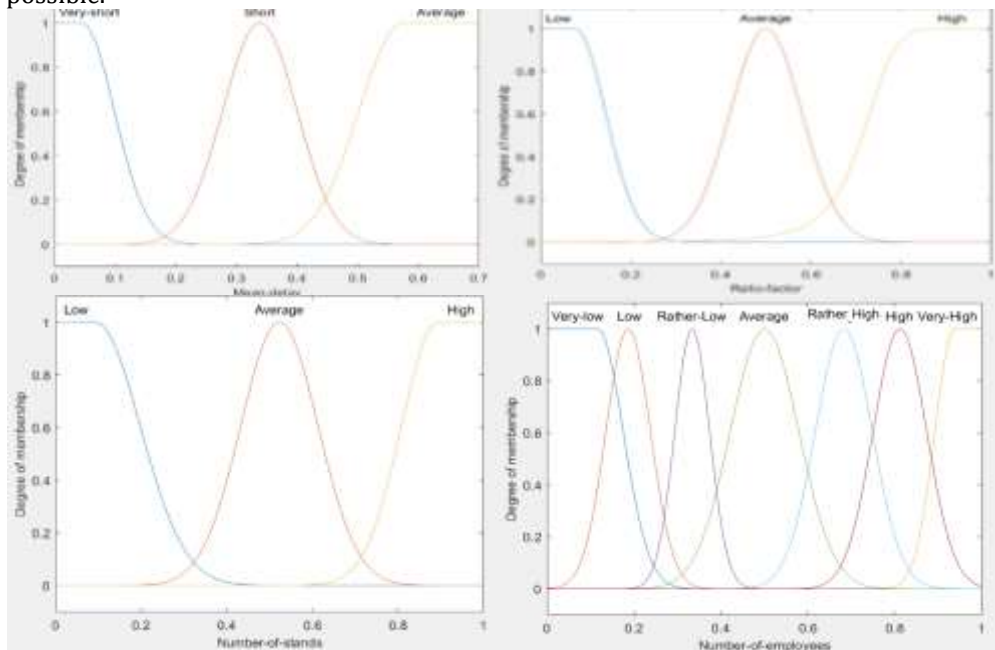 possible.
Very-short Short Average
1
0.8
0.6
0.4
0.2
0
Degree of membership
0 0.1 0.2 0.3 0.4 0.5 0.6 0.7
Mean-delay
Low Average High
1
0.8
0.6
0.4
0.2
0
Degree of membership
0 0.2 0.4 0.6 0.8 1
Ratio-factor
Low Average High
1
0.8
0.6
0.4
0.2
0
Degree of membership
0 0.2 0.4 0.6 0.8 1
Number-of-stands
Very-low Low Rather-Low Average Rather_High High Very-High
1
0.8
0.6
0.4
0.2
0
Degree of membership
0 0.2 0.4 0.6 0.8 1
Number-of-employees